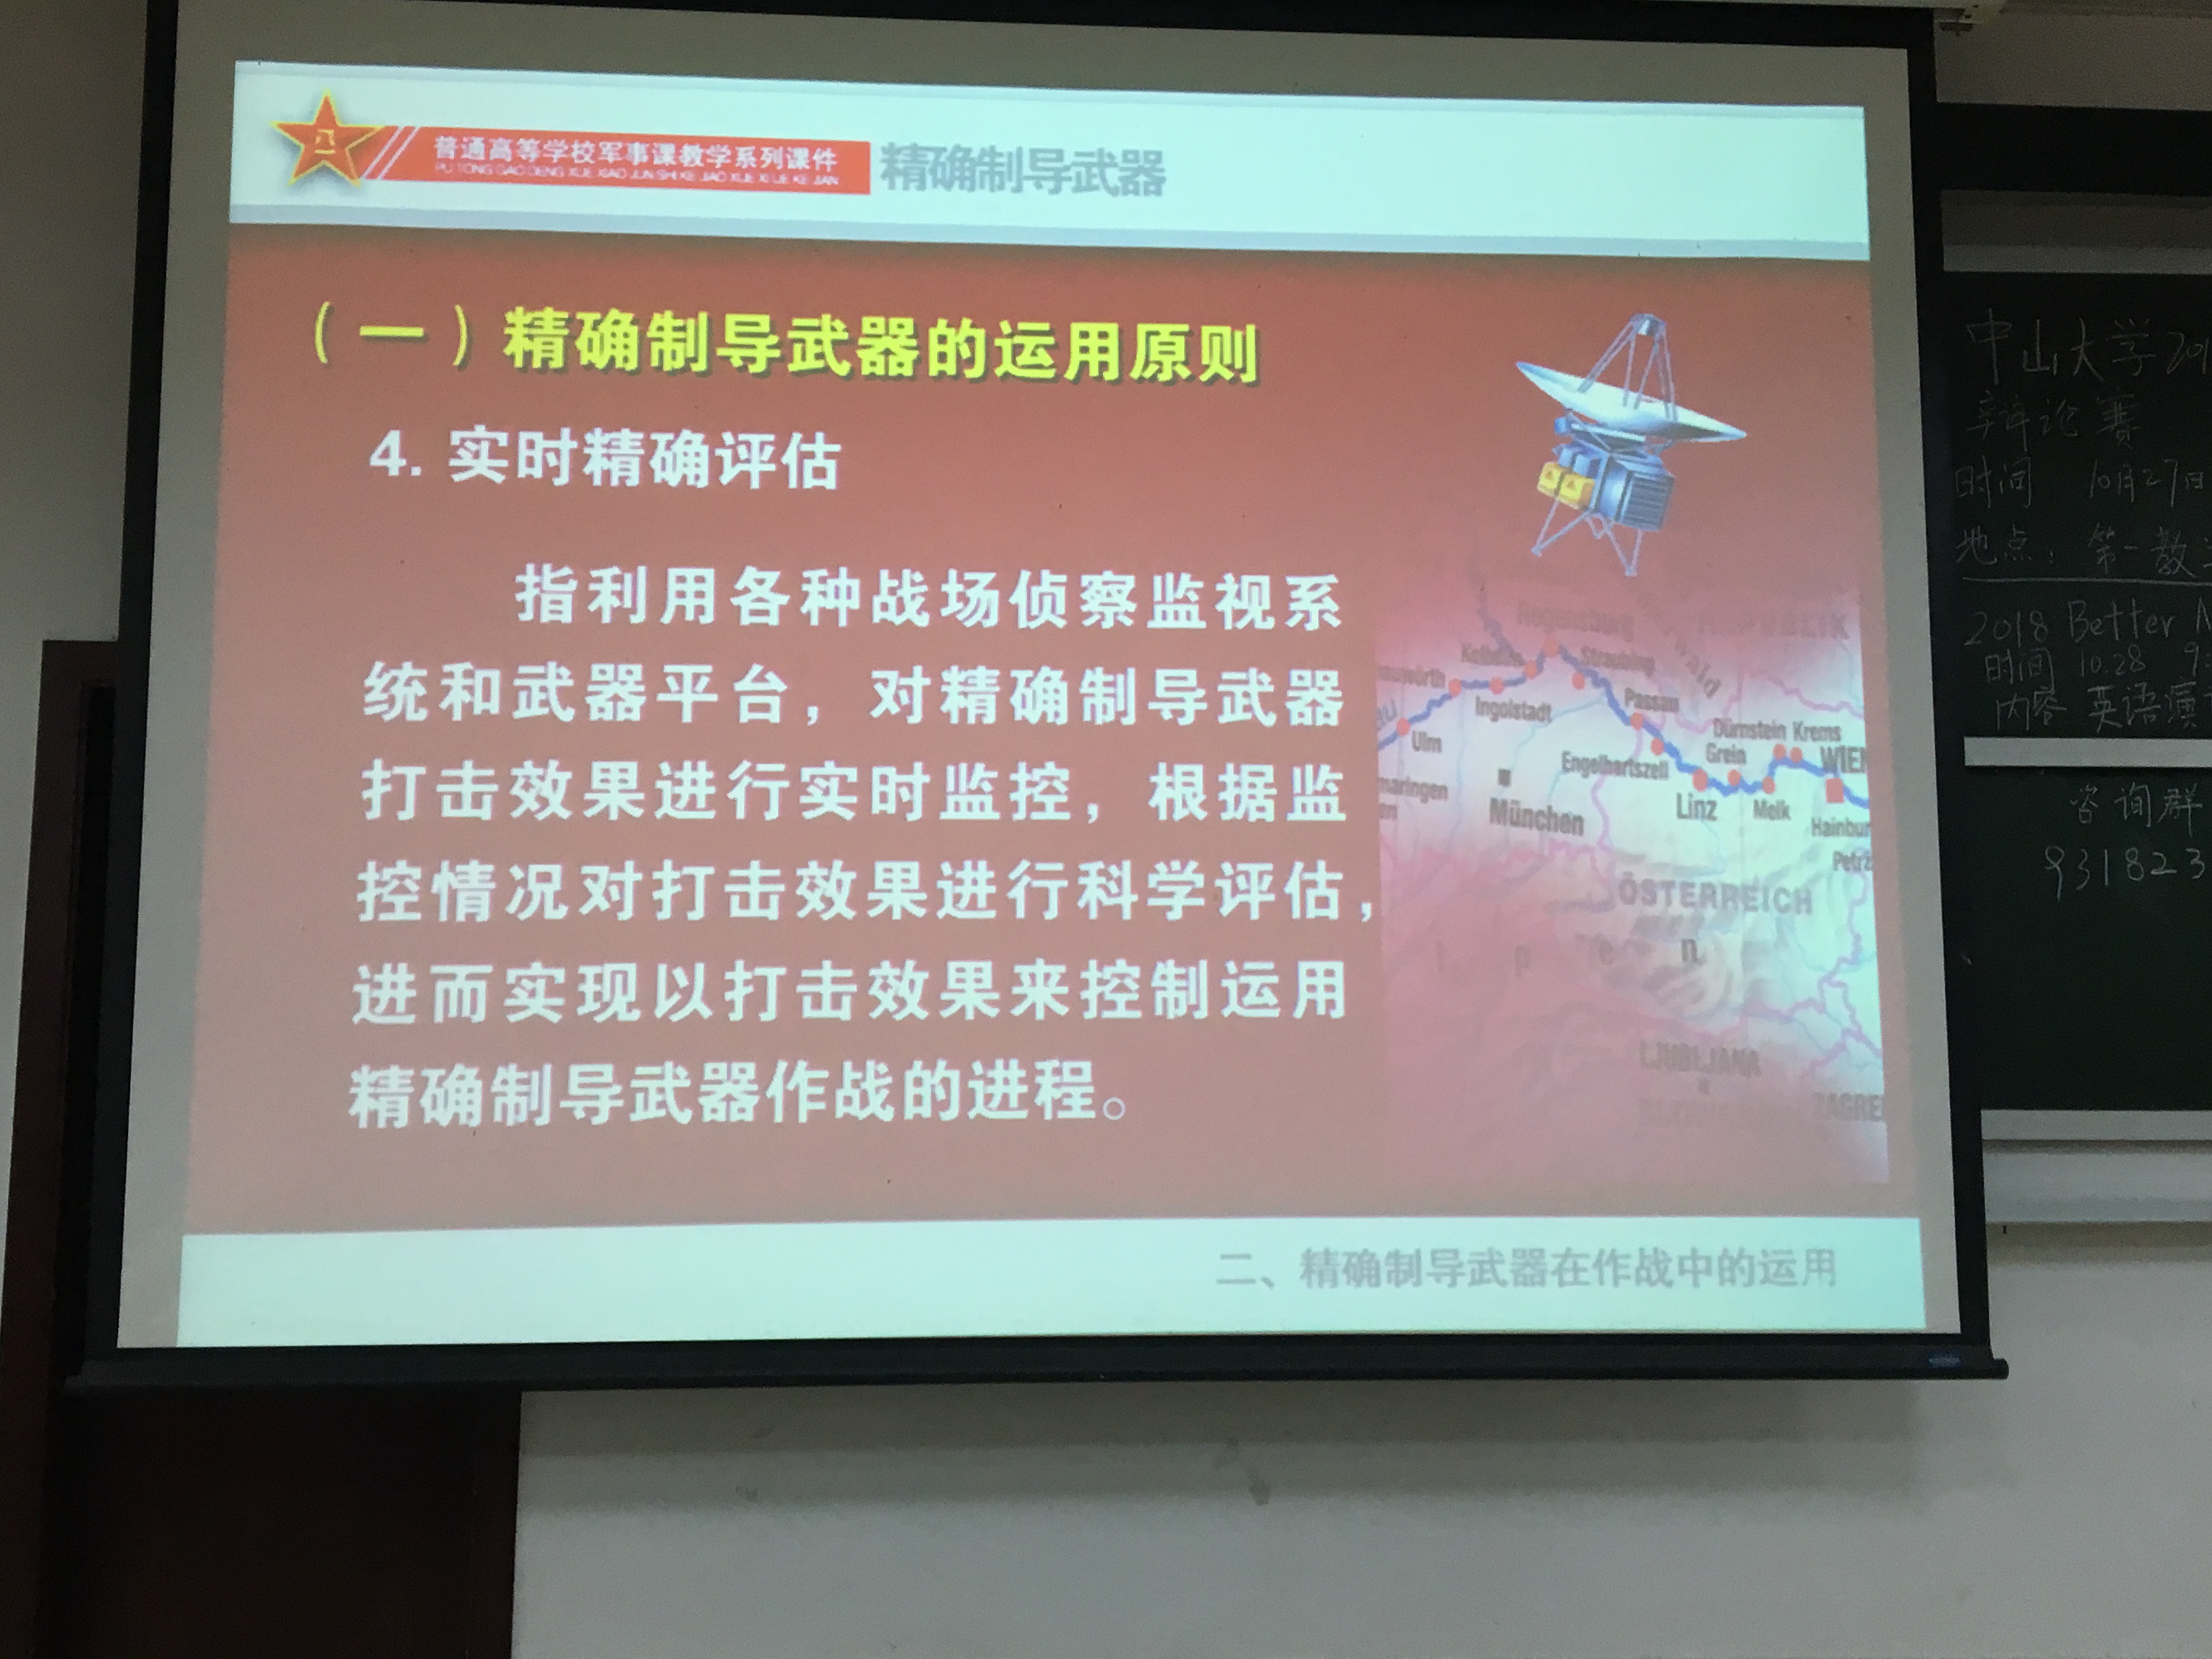 八一
普通高等学校军事课教学系列课件
PU TONG GAO DENG XUE XIAO JUN SHI KE JIAO XUE XI LIE KE JIAN
精确制导武器
（一）精确制导武器的运用原则
4. 实时精确评估
指利用各种战场侦察监视系
统和武器平台，对精确制导武器
打击效果进行实时监控，根据监
控情况对打击效果进行科学评估，
进而实现以打击效果来控制运用
精确制导武器作战的进程。
Regensburg
Straubing
Passau
Ingolstadt
Ulm
Engelhartszell
Dürnstein Krems
Grein
WIEN
München
Linz
Melk
Hainbur
ÖSTERREICH
LJUBLJANA
ZAGRE
二、精确制导武器在作战中的运用
中山大学201
辩论赛
时间 10月27日
地点：第一教
2018 Better
时间 10.28 9
内容 英语演
咨询群
931823